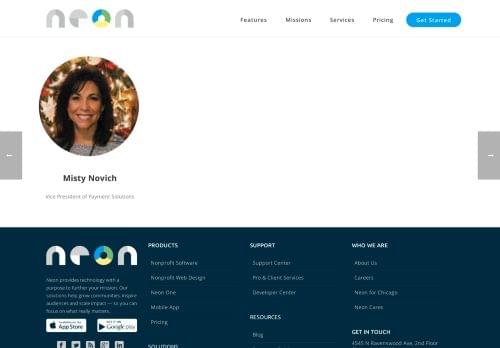 neon
Features Missions Services Pricing Get Started
←
→
Misty Novich
Vice President of Payment Solutions
neon
Neon provides technology with a
purpose to further your mission. Our
solutions help grow communities, inspire
audiences and scale impact — so you
can focus on what really matters.
App Store
Google play
PRODUCTS
Nonprofit Software
Nonprofit Web Design
Neon One
Mobile App
Pricing
SOLUTIONS
SUPPORT
Support Center
Pro & Client Services
Developer Center
RESOURCES
Blog
WHO WE ARE
About Us
Careers
Neon for Chicago
Neon Cares
GET IN TOUCH
4545 N Ravenswood Ave, 2nd Floor